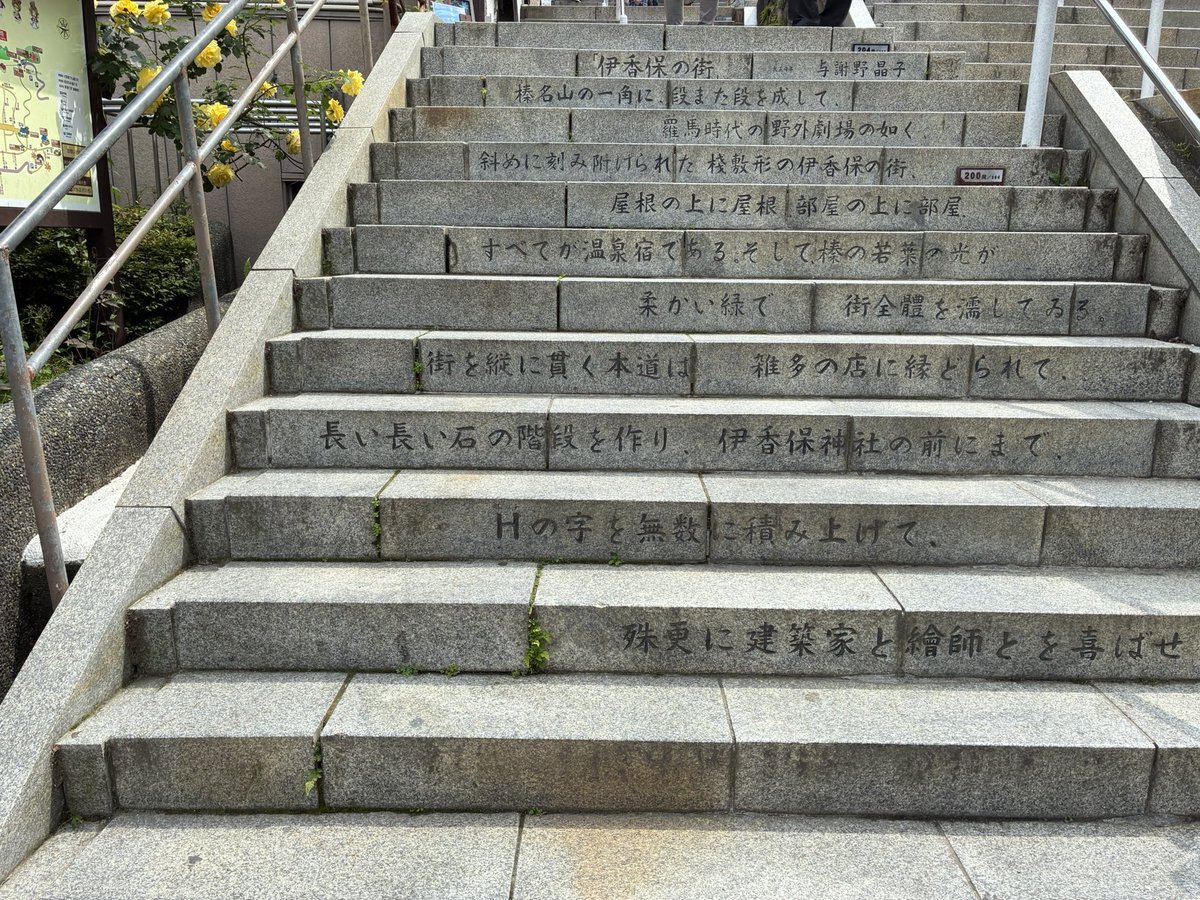 伊香保の街 与謝野晶子
榛名山の一角に、段また段を成して、
羅馬時代の野外劇場の如く、
斜めに刻み附けられた 棧敷形の伊香保の街、
200段
屋根の上に屋根 部屋の上に部屋
すべてが温泉宿である、そして、榛の若葉の光が
柔かい緑で 街全體を濡してゐる。
街を縦に貫く本道は 雑多の店に縁どられて、
長い長い石の階段を作り、伊香保神社の前にまで、
Hの字を無数に積み上げて、
殊更に建築家と繪師とを喜ばせ